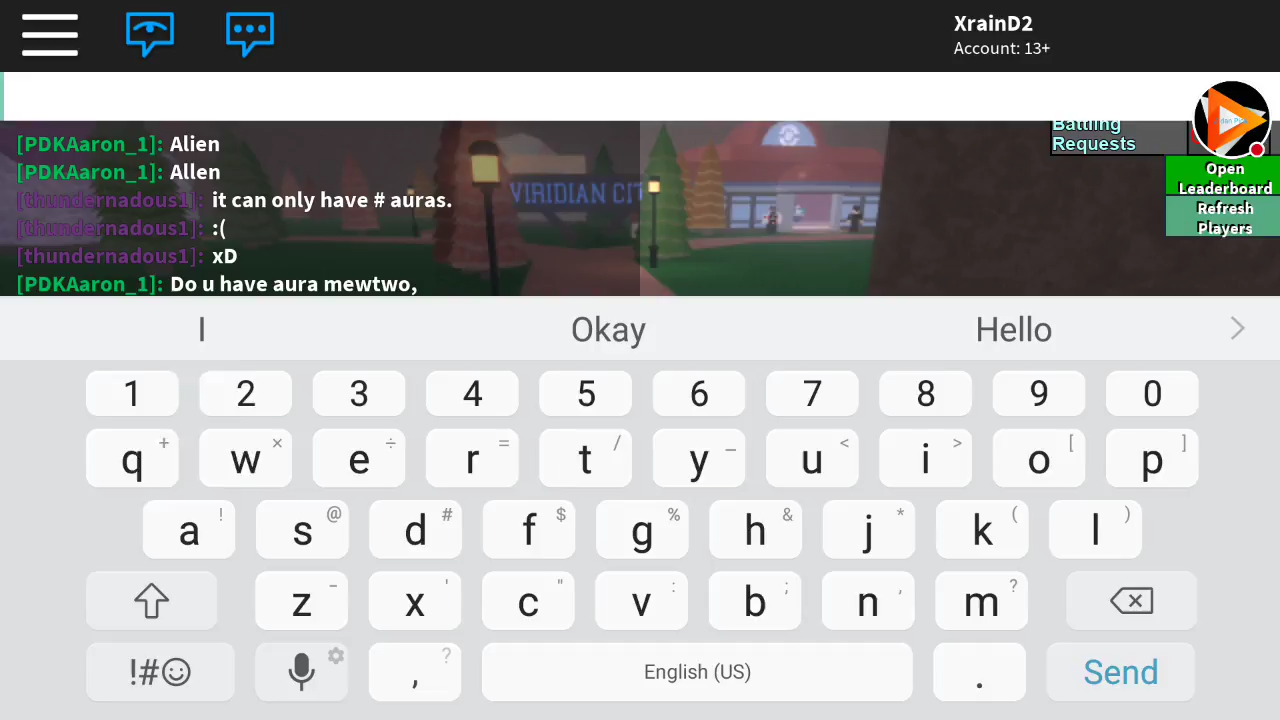 XrainD2
Account: 13+
[PDKAaron_1]: Alien
[PDKAaron_1]: Allen
[thundernadous1]: it can only have # auras.
[thundernadous1]: :(
[thundernadous1]: xD
[PDKAaron_1]: Do u have aura mewtwo,
VIRIDIAN CIT
Battling
Requests
Open
Leaderboard
Refresh
Players
I Okay Hello
1 2 3 4 5 6 7 8 9 0
q + w × e ÷ r = t / y _ u < i > o [ p ]
a ! s @ d # f $ g % h & j * k ( l )
z - x ' c " v : b ; n , m ?
!#☺ , ? English (US) . Send